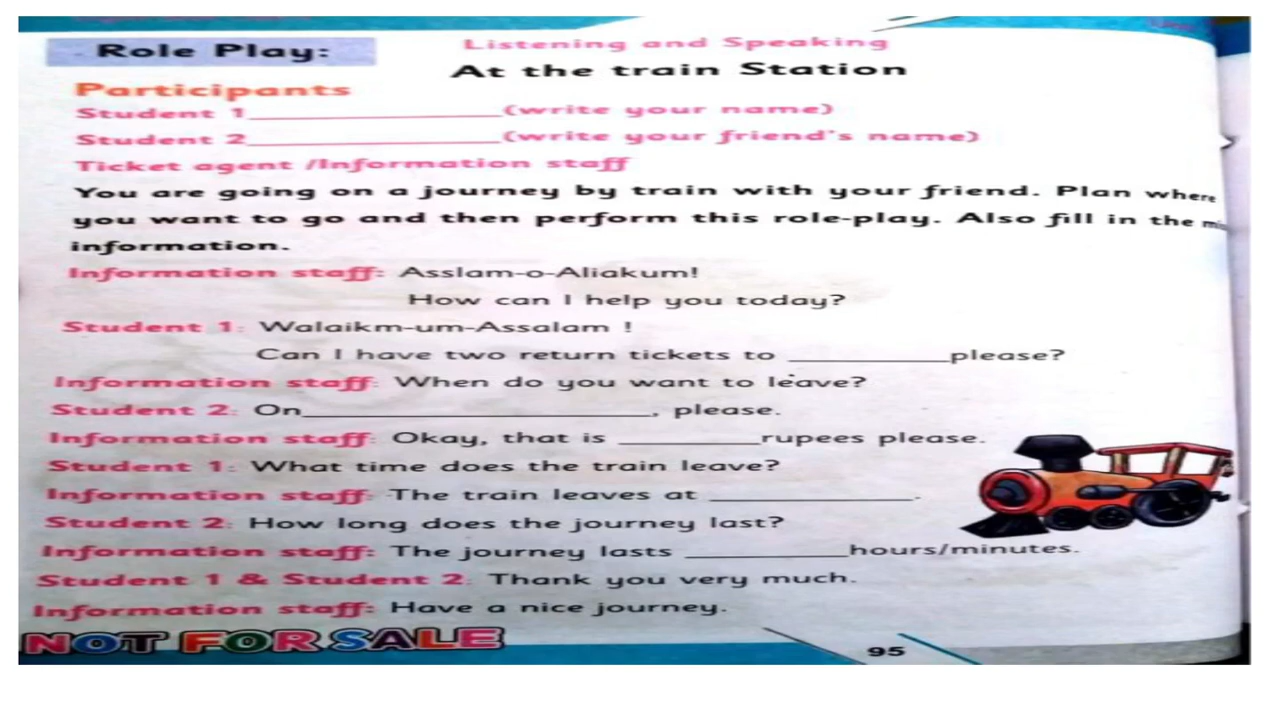 Role Play:
Listening and Speaking
At the train Station
Participants
Student 1____________________(write your name)
Student 2____________________(write your friend's name)
Ticket agent /Information staff
You are going on a journey by train with your friend. Plan where
you want to go and then perform this role-play. Also fill in the
information.
Information staff: Asslam-o-Aliakum!
How can I help you today?
Student 1: Walaikm-um-Assalam !
Can I have two return tickets to ____________please?
Information staff: When do you want to leave?
Student 2: On__________________________, please.
Information staff: Okay, that is __________rupees please.
Student 1: What time does the train leave?
Information staff: The train leaves at _______________.
Student 2: How long does the journey last?
Information staff: The journey lasts ____________hours/minutes.
Student 1 & Student 2: Thank you very much.
Information staff: Have a nice journey.
NOT FOR SALE
95